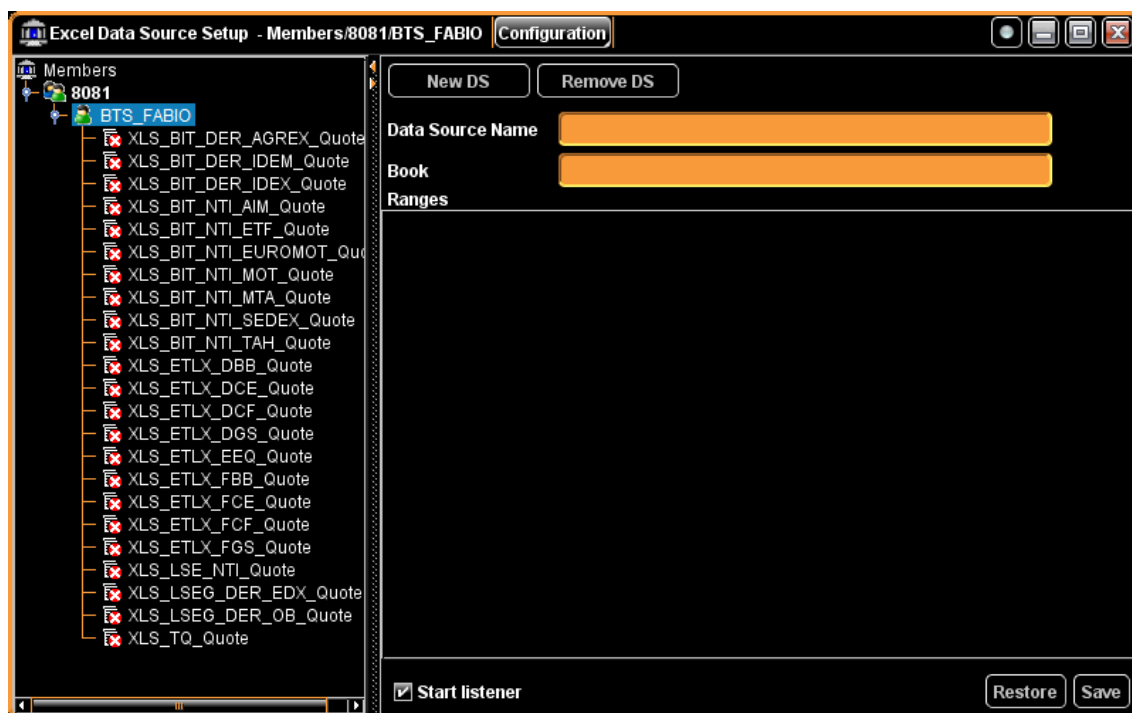 Excel Data Source Setup - Members/8081/BTS_FABIO Configuration
Members
8081
BTS_FABIO
XLS_BIT_DER_AGREX_Quote
XLS_BIT_DER_IDEM_Quote
XLS_BIT_DER_IDEX_Quote
XLS_BIT_NTI_AIM_Quote
XLS_BIT_NTI_ETF_Quote
XLS_BIT_NTI_EUROMOT_Quo
XLS_BIT_NTI_MOT_Quote
XLS_BIT_NTI_MTA_Quote
XLS_BIT_NTI_SEDEX_Quote
XLS_BIT_NTI_TAH_Quote
XLS_ETLX_DBB_Quote
XLS_ETLX_DCE_Quote
XLS_ETLX_DCF_Quote
XLS_ETLX_DGS_Quote
XLS_ETLX_EEQ_Quote
XLS_ETLX_FBB_Quote
XLS_ETLX_FCE_Quote
XLS_ETLX_FCF_Quote
XLS_ETLX_FGS_Quote
XLS_LSE_NTI_Quote
XLS_LSEG_DER_EDX_Quote
XLS_LSEG_DER_OB_Quote
XLS_TQ_Quote
New DS Remove DS
Data Source Name
Book
Ranges
Start listener Restore Save